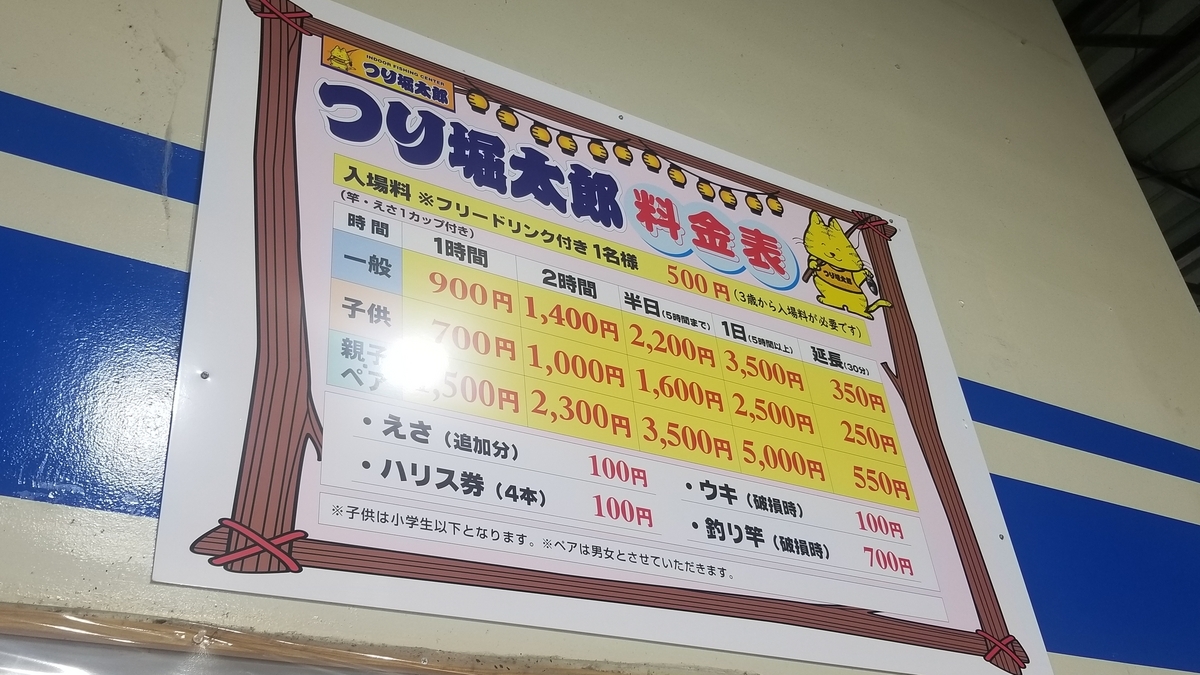 INDOOR FISHING CENTER
つり堀太郎
つり堀太郎 料金表
入場料 ※フリードリンク付き 1名様 500円 (3歳から入場料が必要です)
(竿・えさ1カップ付き)
つり堀太郎
時間 1時間 2時間 半日(5時間まで) 1日(5時間以上) 延長(30分)
一般 900円 1,400円 2,200円 3,500円 350円
子供 700円 1,000円 1,600円 2,500円 250円
親子・ペア 1,500円 2,300円 3,500円 5,000円 550円
・えさ(追加分) 100円 ・ウキ(破損時) 100円
・ハリス券(4本) 100円 ・釣り竿(破損時) 700円
※子供は小学生以下となります。※ペアは男女とさせていただきます。